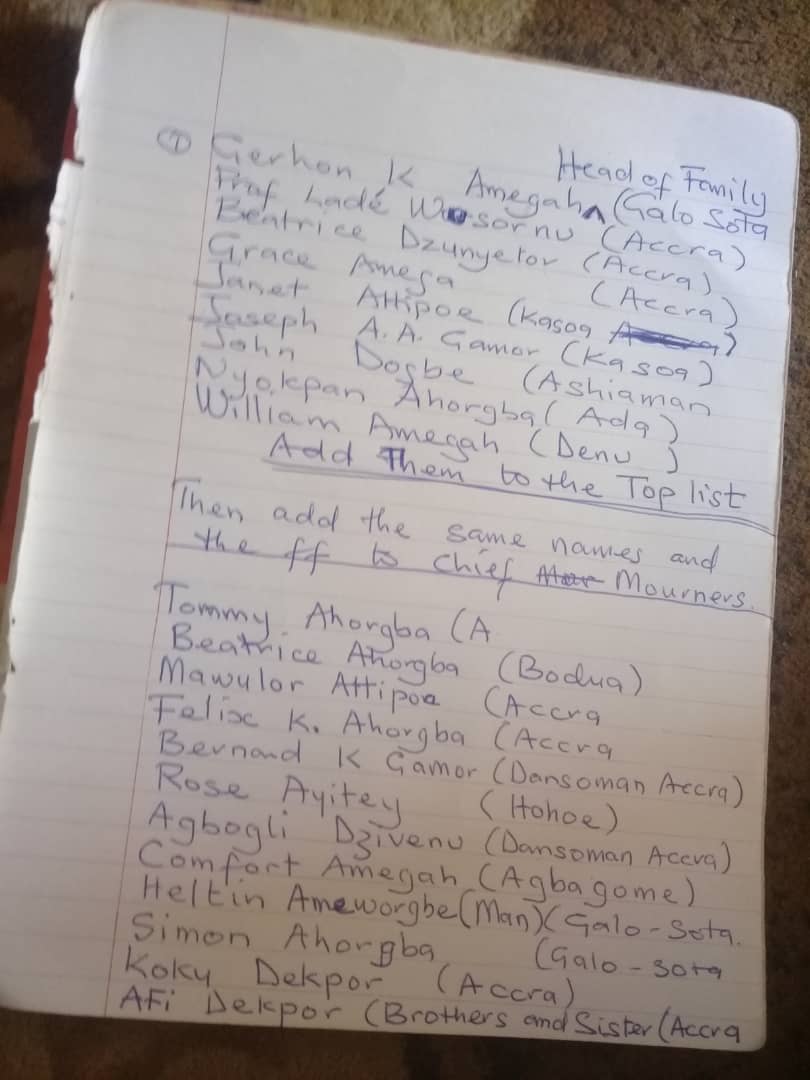 ① Gerhon K Amegah, Head of Family (Galo Sota
Prof Ladé Wosornu (Accra)
Beatrice Dzunyetor (Accra)
Grace Amega (Accra)
Janet Attipoe (Kasoa
Joseph A.A. Gamor (Kasoa)
John Dogbe (Ashiaman
Nyokpan Ahorgba (Ada)
William Amegah (Denu)
Add Them to the Top list
Then add the same names and
the ff to chief Mourners.
Tommy Ahorgba (A
Beatrice Ahorgba (Bodua)
Mawulor Attipoe (Accra
Felix K. Ahorgba (Accra
Bernard K Gamor (Dansoman Accra)
Rose Ayitey (Hohoe)
Agbogli Dzivenu (Dansoman Accra)
Comfort Amegah (Agbagome)
Heltin Ameworgbe (Man) (Galo-Sota.
Simon Ahorgba (Galo-Sota
Koky Dekpor (Accra)
Afi Dekpor (Brothers and Sister (Accra